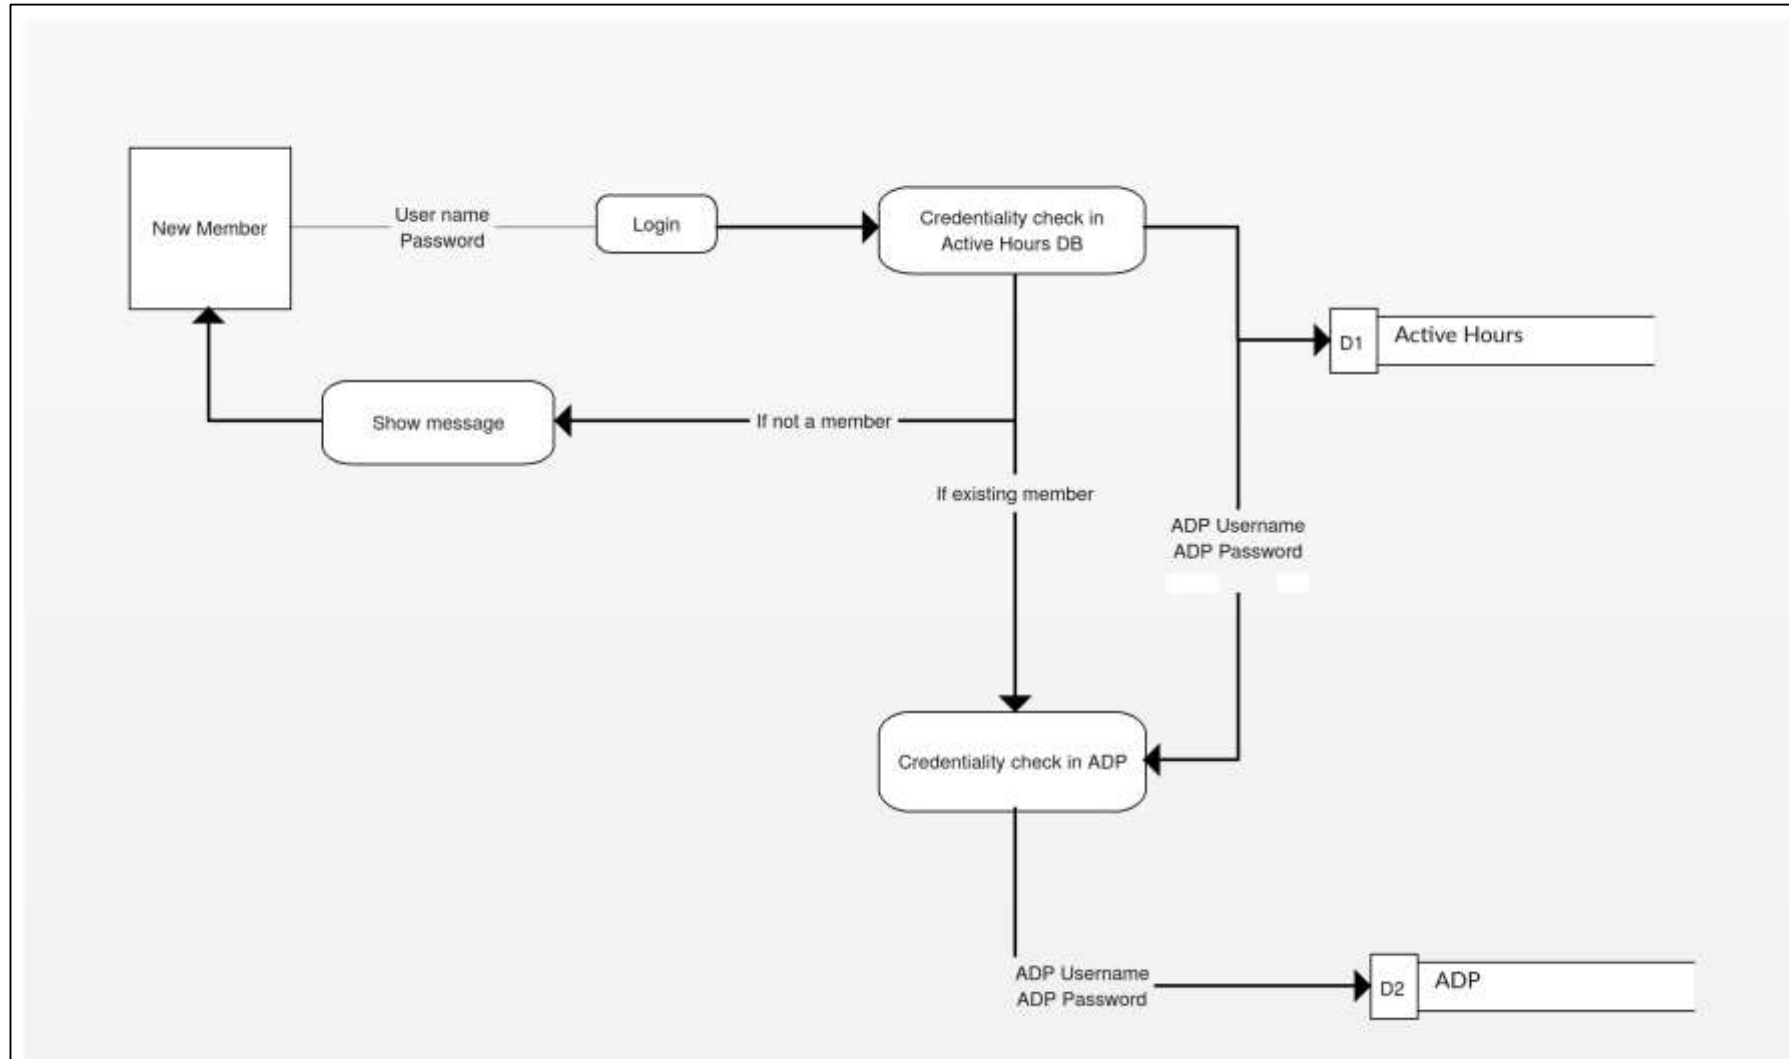 New Member
User name
Password
Login
Credentiality check in
Active Hours DB
D1
Active Hours
Show message
If not a member
If existing member
ADP Username
ADP Password
Credentiality check in ADP
ADP Username
ADP Password
D2
ADP